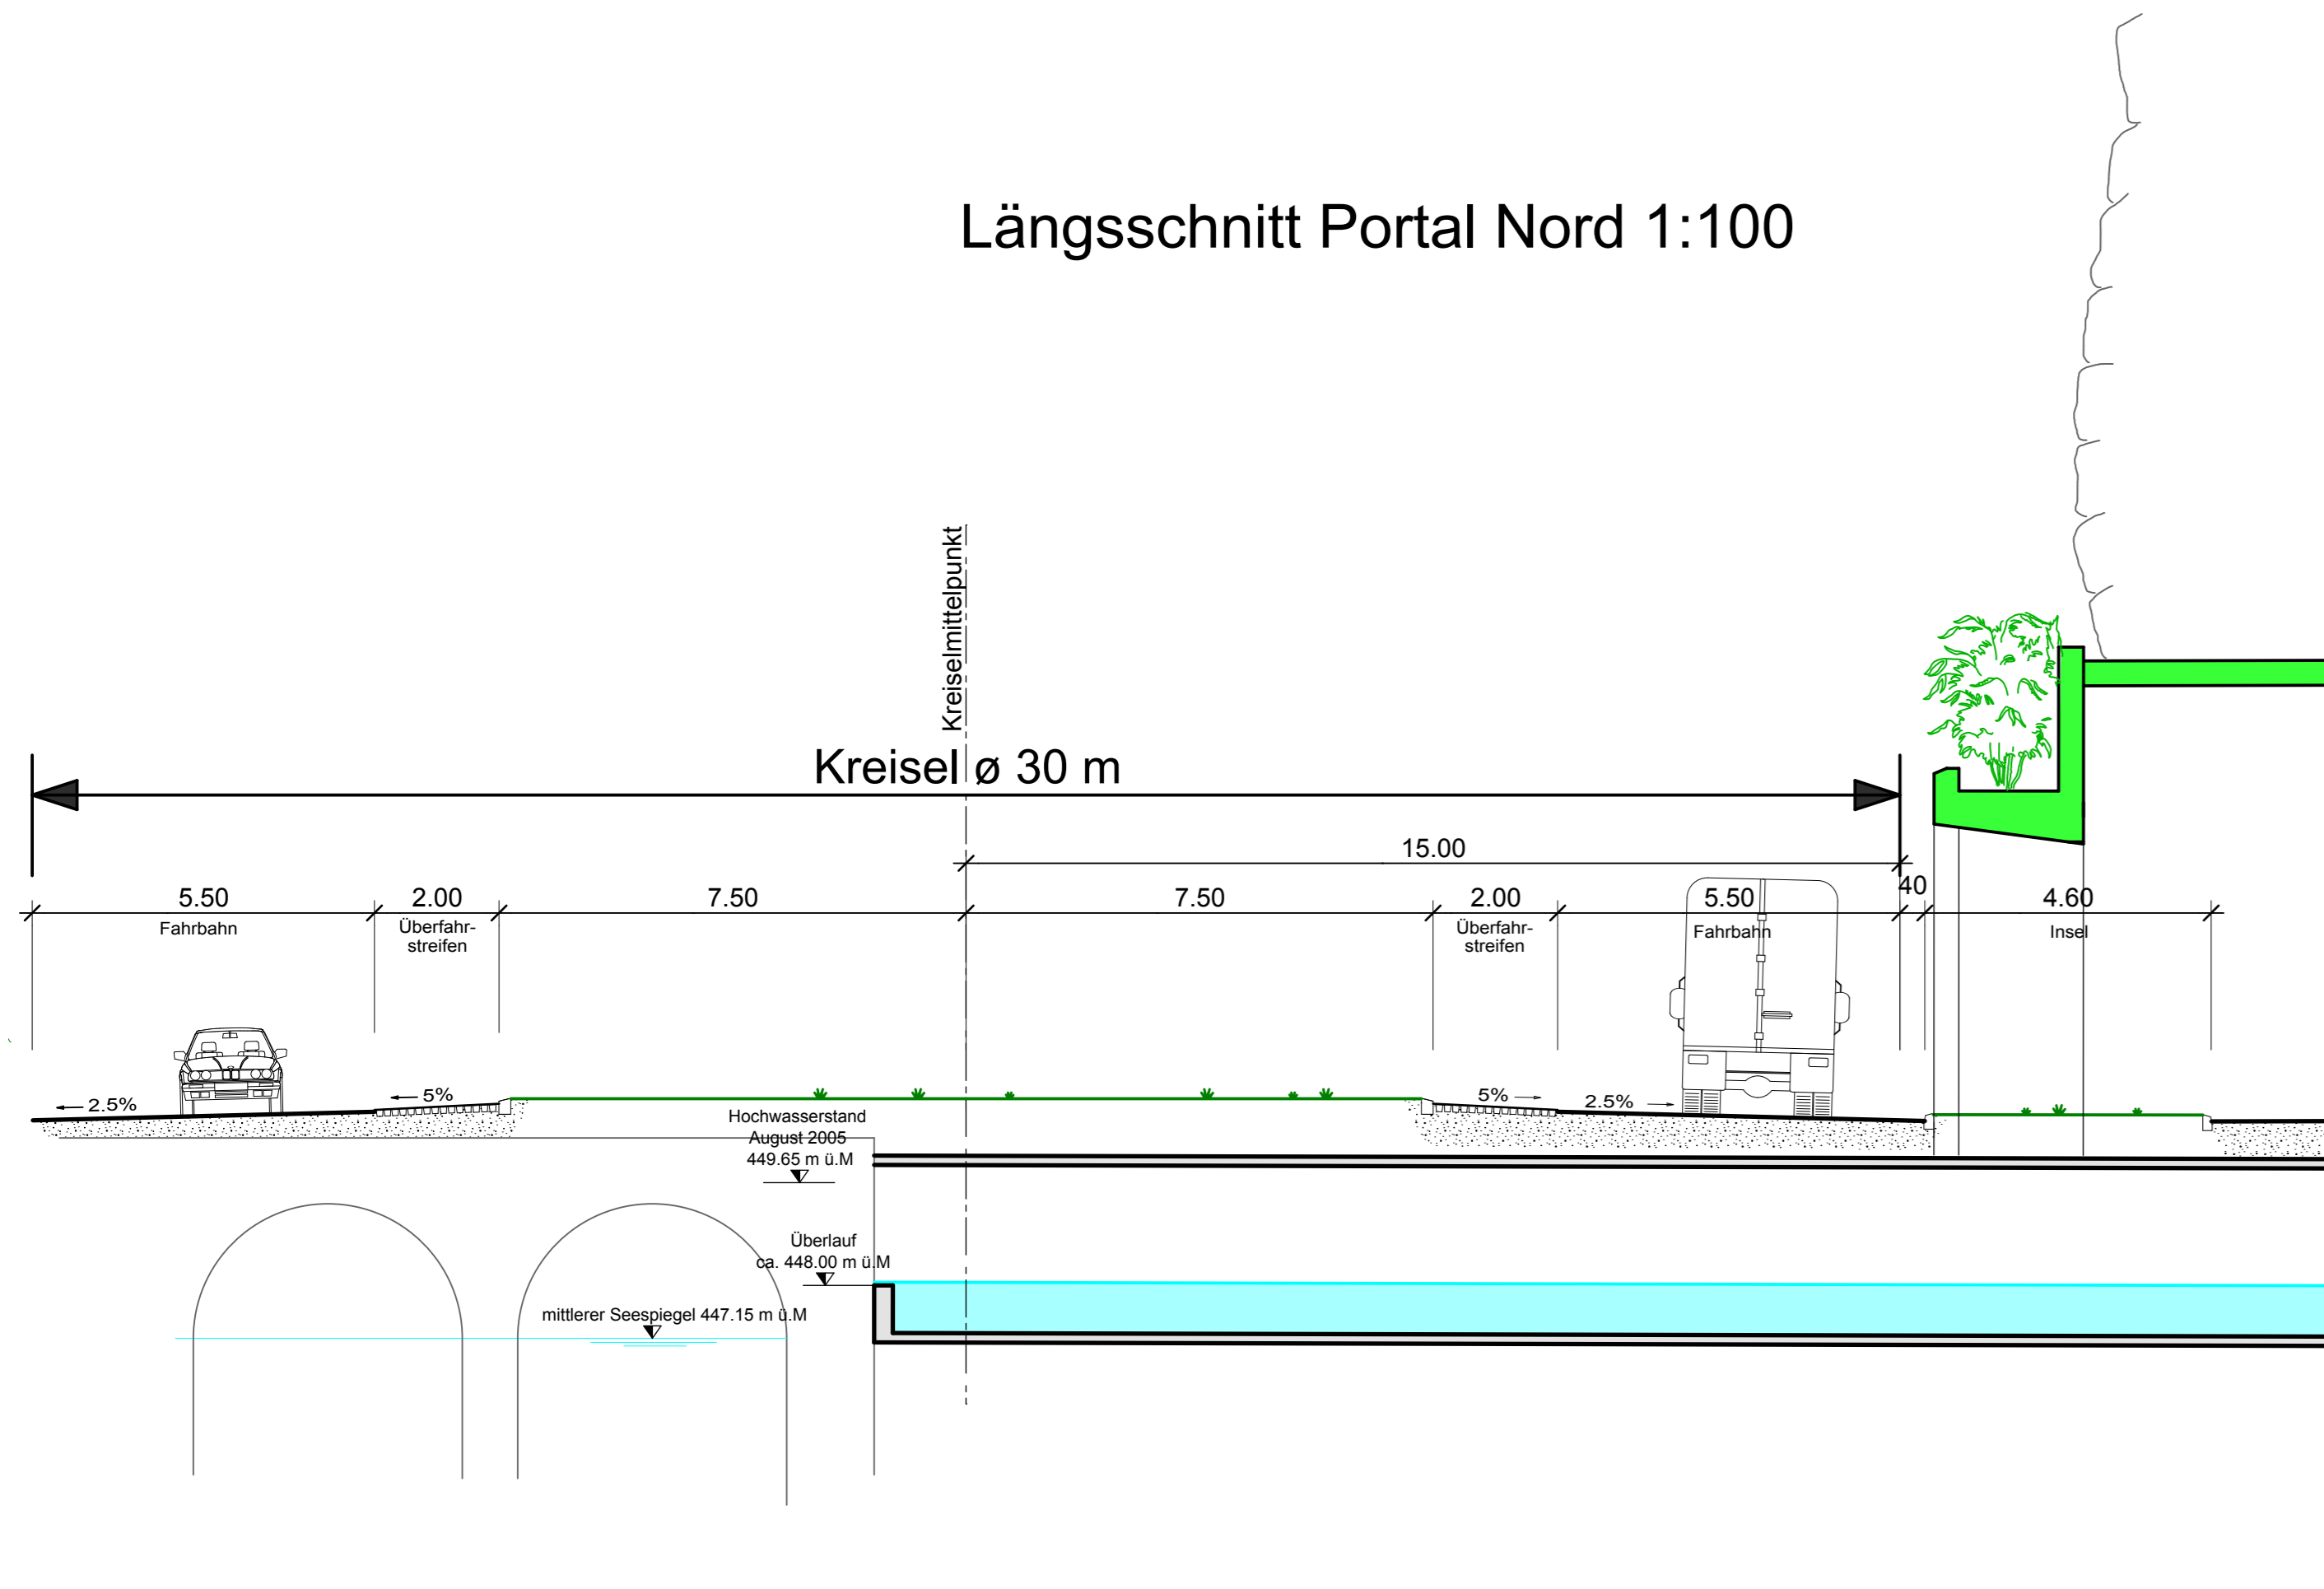 Längsschnitt Portal Nord 1:100
Kreiselmittelpunkt
Kreisel ø 30 m
15.00
5.50
2.00
7.50
7.50
2.00
5.50
40
4.60
Fahrbahn
Überfahr-
streifen
Überfahr-
streifen
Fahrbahn
Insel
2.5%
5%
5%
2.5%
Hochwasserstand
August 2005
449.65 m ü.M
Überlauf
ca. 448.00 m ü.M
mittlerer Seespiegel 447.15 m ü.M